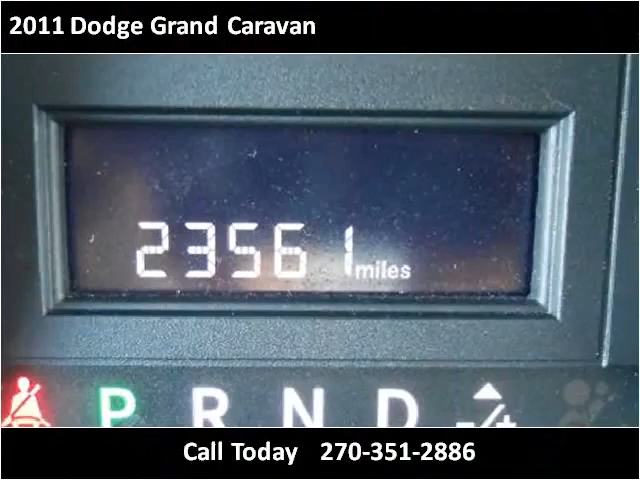 2011 Dodge Grand Caravan
23561 miles
P R N D -/+
Call Today 270-351-2886